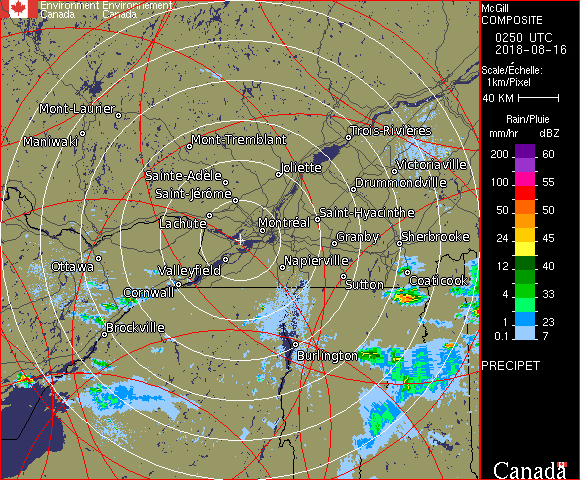 Environment Environnement
Canada Canada
McGill
COMPOSITE
0250 UTC
2018-08-16
Scale/Échelle:
1km/Pixel
40 KM
Rain/Pluie
mm/hr dBZ
200 60
150 57
100 55
50 50
24 45
12 40
4 33
1 23
0.1 7
PRECIPET
Canada
Mont-Laurier
Maniwaki
Mont-Tremblant
Trois-Rivières
Victoriaville
Joliette
Sainte-Adèle
Drummondville
Saint-Jérôme
Saint-Hyacinthe
Lachute
Montréal
Granby
Sherbrooke
Ottawa
Valleyfield
Napierville
Coaticook
Sutton
Cornwall
Brockville
Burlington